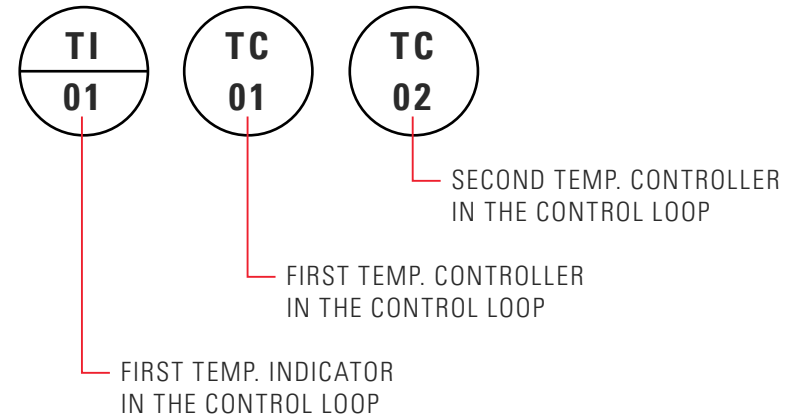 TI
01
TC
01
TC
02
SECOND TEMP. CONTROLLER
IN THE CONTROL LOOP
FIRST TEMP. CONTROLLER
IN THE CONTROL LOOP
FIRST TEMP. INDICATOR
IN THE CONTROL LOOP